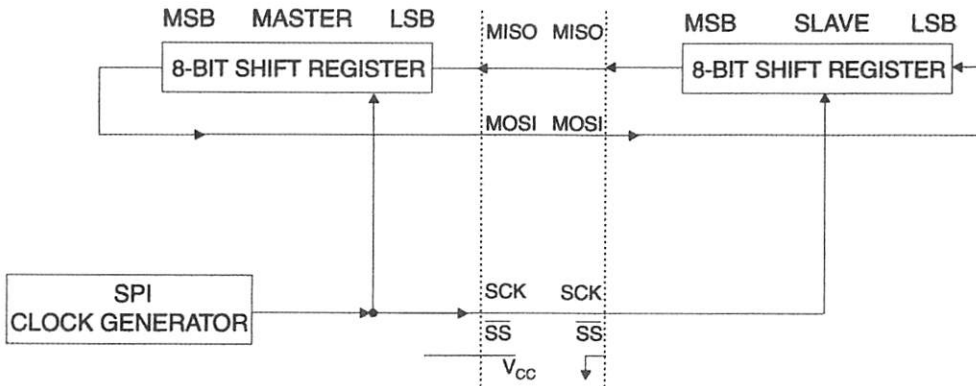 MSB MASTER LSB
MISO MISO
MSB SLAVE LSB
8-BIT SHIFT REGISTER
8-BIT SHIFT REGISTER
MOSI MOSI
SPI
CLOCK GENERATOR
SCK SCK
SS SS
VCC